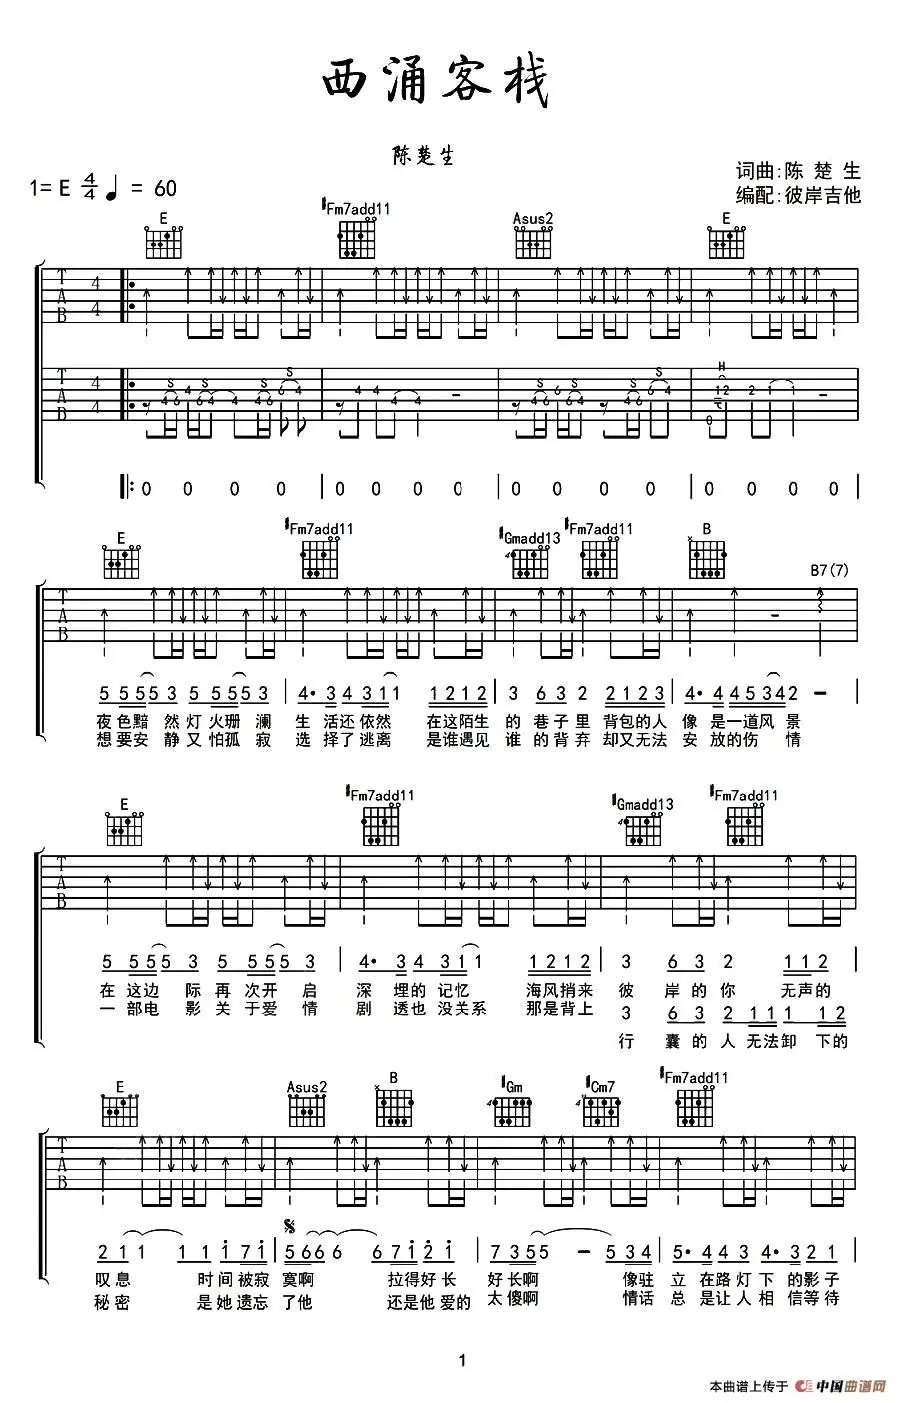 西涌客栈
陈楚生
1= E 4/4 ♩ = 60
词曲:陈 楚 生
编配:彼岸吉他
E #Fm7add11 Asus2 E
T A B 4 4
S S S S S S H
T A B 4 4 4 6 6 4 4 6 6 4 4 4 4 4 4 6 6 4 4 6 6 4 0 1 2 2 1 1 -
0 0 0 0 | 0 0 0 0 | 0 0 0 0 | 0 0 0 0
E #Fm7add11 #Gmadd13 #Fm7add11 B
B7(7)
T A B
5 5 5 5 3 5 5 5 5 3 | 4· 3 4 3 1 1 1 2 1 2 | 3 6 3 2 2 1 2 3 | 4· 4 4 5 3 4 2 -
夜色黯 然灯火珊 澜 生 活还依然 在这陌生 的 巷子里 背包的人 像 是一道风 景
想要安 静又怕孤 寂 选 择了逃离 是谁遇见 谁 的背弃 却又无法 安 放的伤 情
E #Fm7add11 #Gmadd13 #Fm7add11
T A B
5 5 5 5 3 5 5 5 5 3 | 4· 3 4 3 1 1 1 2 1 2 | 3 6 3 2 1 1 2
在 这边 际 再 次开 启 深 埋的 记忆 海风捎来 彼 岸的你 无声的
一 部电 影 关 于爱 情 剧 透也 没关系 那是背上
3 6 3 2 1 1 1 1 2
行 囊的人 无法卸 下的
E Asus2 B #Gm #Cm7 #Fm7add11
T A B
2 1 1 1 1 1 1 7 1 | 5 6 6 6 6 6 7 1 2 1 | 7 3 5 5 - 5 3 4 | 5· 4 3 4· 3 1 2
叹息 时间被寂 寞啊 拉得好长 好长啊 像驻 立 在路灯下 的影子
秘密 是她遗忘 了他 还是他爱的 太傻啊 情话 总 是让人相 信等待
1
本曲谱上传于 中国曲谱网